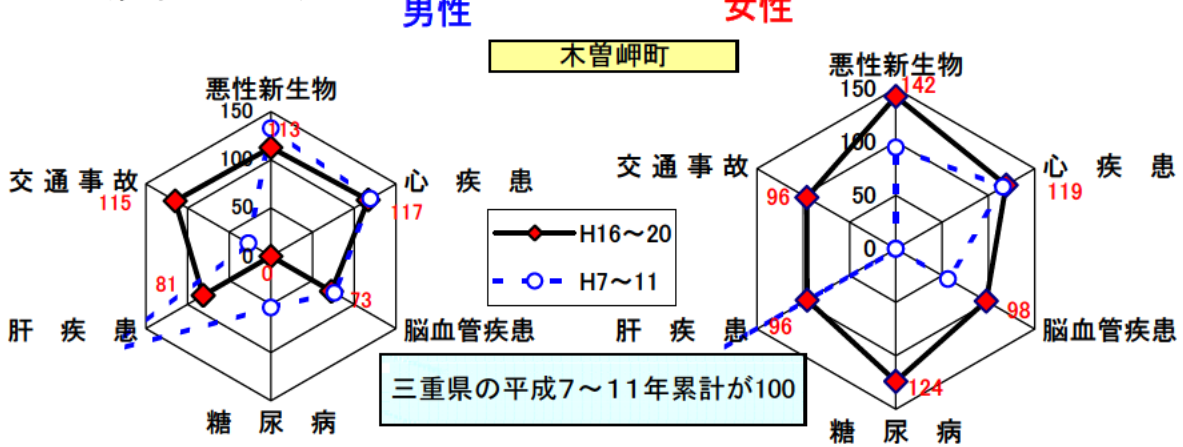 男性
女性
木曽岬町
悪性新生物
150
113
100
50
0
0
交通事故
115
心疾患
117
81
肝疾患
73
脳血管疾患
糖尿病
H16～20
H7～11
悪性新生物
150
142
100
50
0
交通事故
96
心疾患
119
肝疾患
96
98
脳血管疾患
124
糖尿病
三重県の平成7～11年累計が100